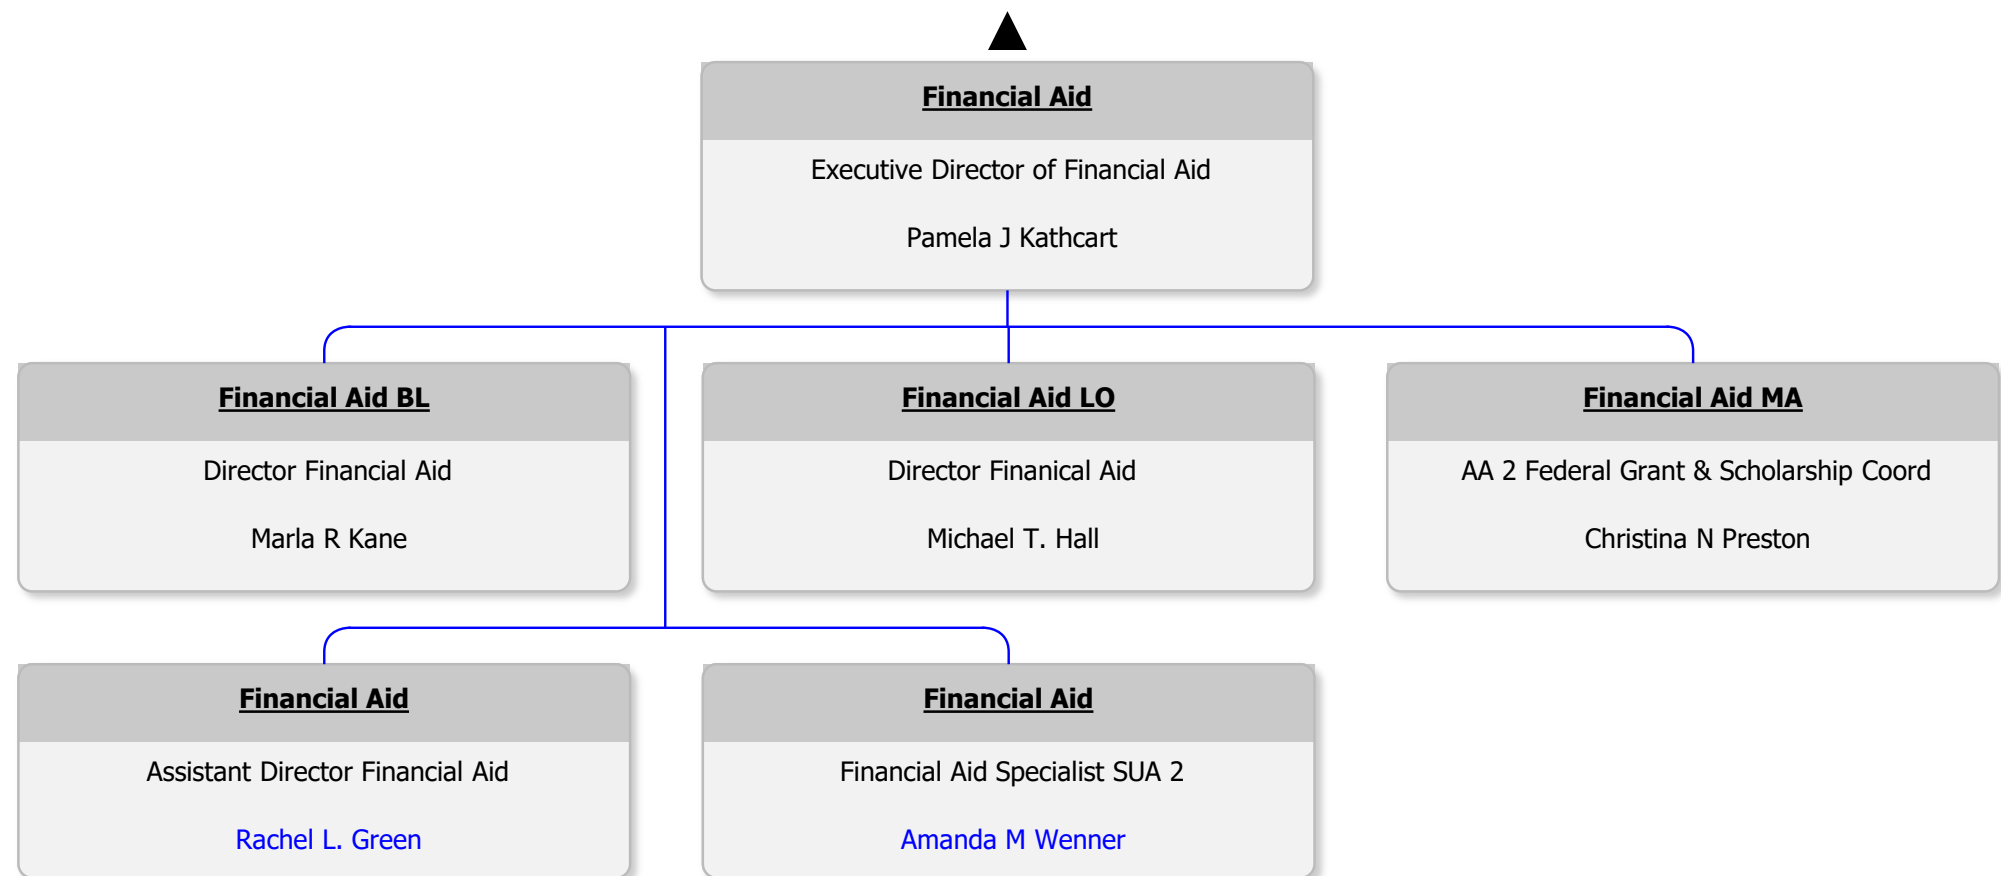 Financial Aid
Executive Director of Financial Aid
Pamela J Kathcart
Financial Aid BL
Director Financial Aid
Marla R Kane
Financial Aid LO
Director Finanical Aid
Michael T. Hall
Financial Aid MA
AA 2 Federal Grant & Scholarship Coord
Christina N Preston
Financial Aid
Assistant Director Financial Aid
Rachel L. Green
Financial Aid
Financial Aid Specialist SUA 2
Amanda M Wenner